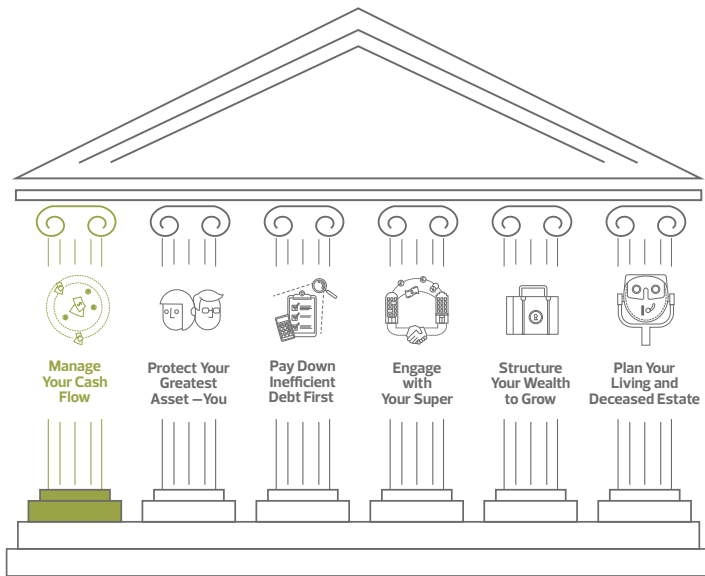 Manage
Your Cash
Flow
Protect Your
Greatest
Asset —You
Pay Down
Inefficient
Debt First
Engage
with
Your Super
Structure
Your Wealth
to Grow
Plan Your
Living and
Deceased Estate